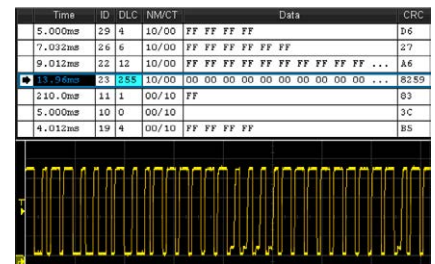 Time ID DLC NM/CT Data CRC
5.000ms 29 4 10/00 FF FF FF FF D6
7.032ms 26 6 10/00 FF FF FF FF FF FF 27
9.012ms 22 12 10/00 FF FF FF FF FF FF FF FF FF ... A6
13.96ms 23 255 10/00 00 00 00 00 00 00 00 00 00 ... 8259
210.0ms 11 1 00/10 FF 83
5.000ms 10 0 00/10 3C
4.012ms 19 4 00/10 FF FF FF FF B5
T